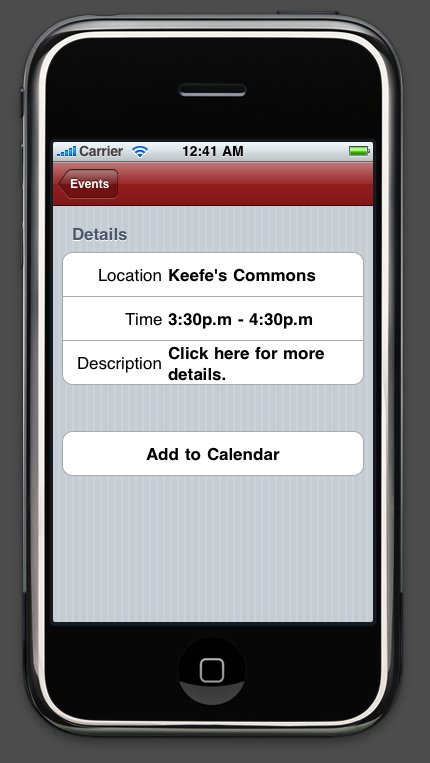 Carrier 12:41 AM
Events
Details
Location Keefe's Commons
Time 3:30p.m - 4:30p.m
Description Click here for more
details.
Add to Calendar